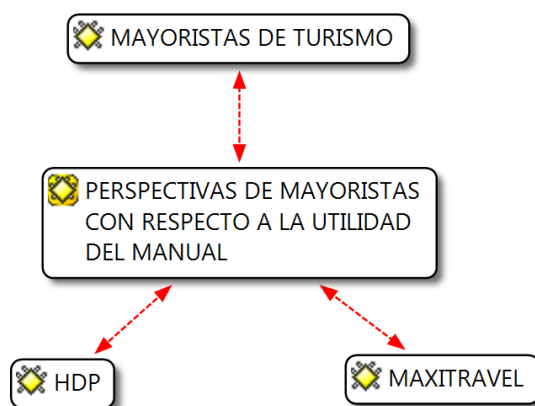 MAYORISTAS DE TURISMO
PERSPECTIVAS DE MAYORISTAS
CON RESPECTO A LA UTILIDAD
DEL MANUAL
HDP
MAXITRAVEL